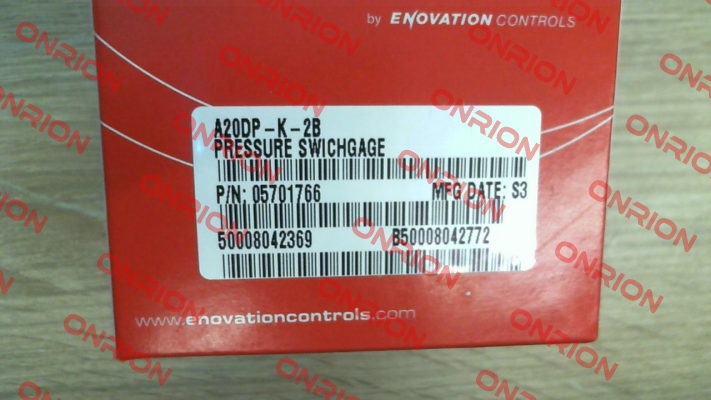 by ENOVATION CONTROLS
A20DP-K-2B
PRESSURE SWICHGAGE
P/N: 05701766 MFG DATE: S3
50008042369 B50008042772
www.enovationcontrols.com
ONRION